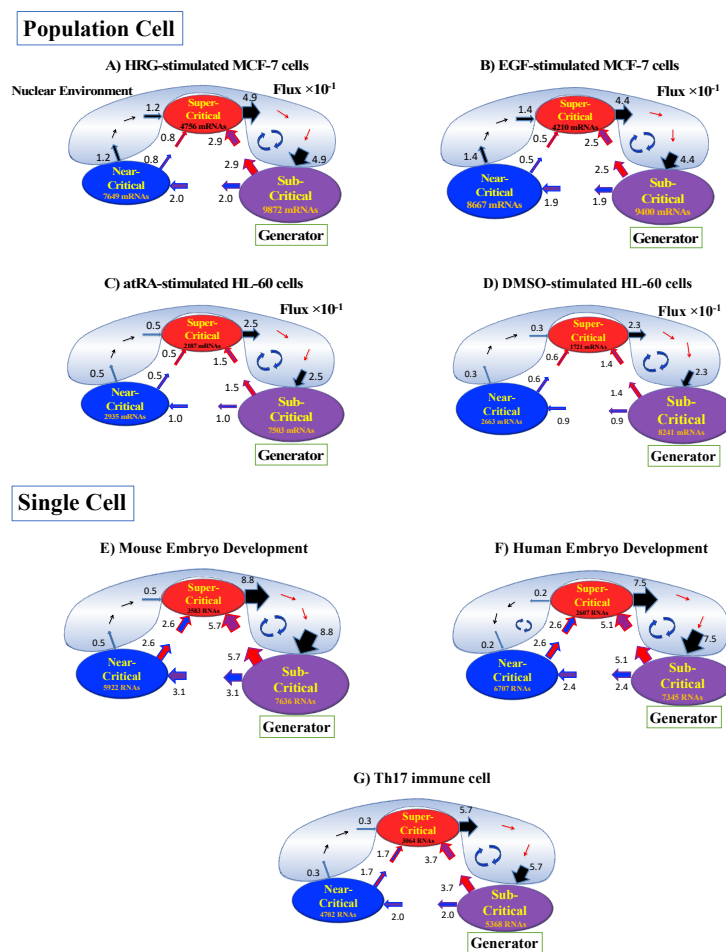 Population Cell
A) HRG-stimulated MCF-7 cells
Nuclear Environment
Flux ×10⁻¹
1.2
Super-
Critical
4756 mRNAs
4.9
1.2
0.8
0.8
2.9
2.9
4.9
Near-
Critical
7649 mRNAs
2.0
2.0
Sub-
Critical
9872 mRNAs
Generator
B) EGF-stimulated MCF-7 cells
Flux ×10⁻¹
1.4
Super-
Critical
4210 mRNAs
4.4
1.4
0.5
0.5
2.5
2.5
4.4
Near-
Critical
8667 mRNAs
1.9
1.9
Sub-
Critical
9400 mRNAs
Generator
C) atRA-stimulated HL-60 cells
Flux ×10⁻¹
0.5
Super-
Critical
2.5
0.5
0.5
0.5
1.5
1.5
2.5
Near-
Critical
2935 mRNAs
1.0
1.0
Sub-
Critical
7503 mRNAs
Generator
D) DMSO-stimulated HL-60 cells
Flux ×10⁻¹
0.3
Super-
Critical
1721 mRNAs
2.3
0.3
0.6
0.6
1.4
1.4
2.3
Near-
Critical
2663 mRNAs
0.9
0.9
Sub-
Critical
8241 mRNAs
Generator
Single Cell
E) Mouse Embryo Development
0.5
Super-
Critical
3583 RNAs
8.8
0.5
2.6
2.6
5.7
5.7
8.8
Near-
Critical
5922 RNAs
3.1
3.1
Sub-
Critical
7636 RNAs
Generator
F) Human Embryo Development
0.2
Super-
Critical
2607 RNAs
7.5
0.2
2.6
2.6
5.1
5.1
7.5
Near-
Critical
6707 RNAs
2.4
2.4
Sub-
Critical
7345 RNAs
Generator
G) Th17 immune cell
0.3
Super-
Critical
3064 RNAs
5.7
0.3
1.7
1.7
3.7
3.7
5.7
Near-
Critical
4702 RNAs
2.0
2.0
Sub-
Critical
5368 RNAs
Generator